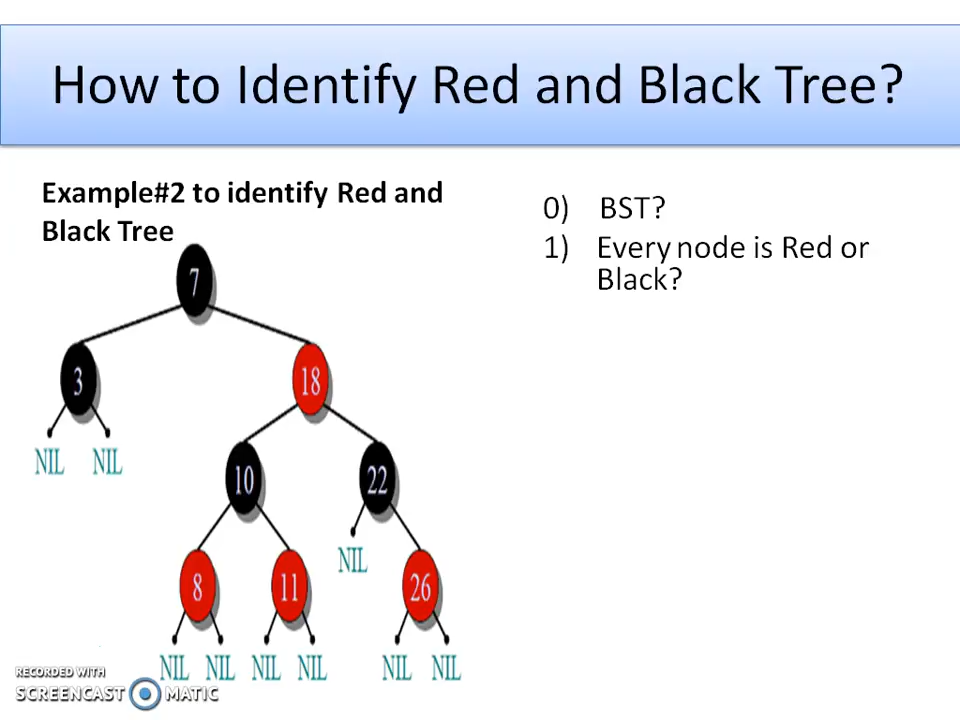 How to Identify Red and Black Tree?
Example#2 to identify Red and
Black Tree
0) BST?
1) Every node is Red or
Black?
7
3
18
NIL NIL
10
22
NIL
8
11
26
NIL NIL NIL NIL NIL NIL
RECORDED WITH
SCREENCAST MATIC